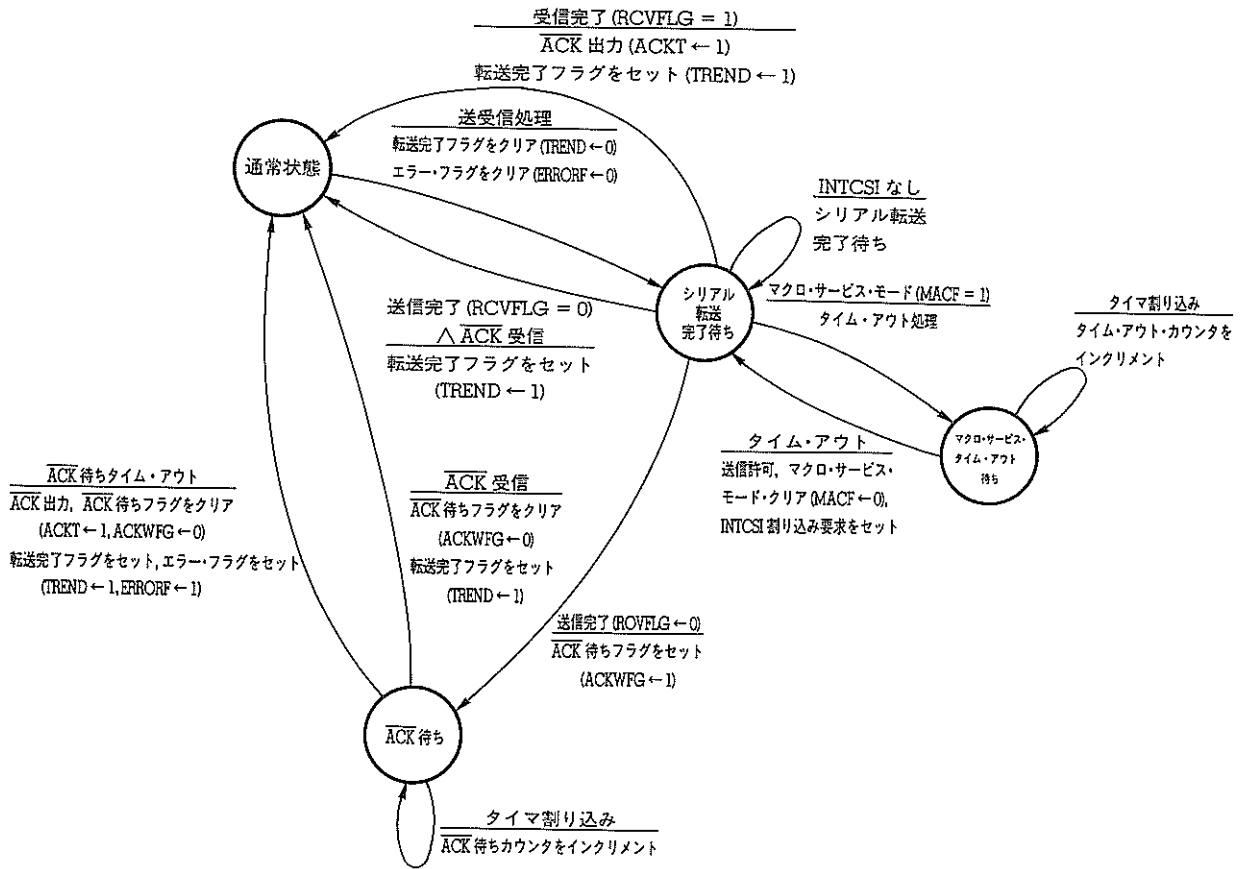 受信完了 (RCVFLG = 1)
A̅C̅K̅ 出力 (ACKT ← 1)
転送完了フラグをセット (TREND ← 1)
送受信処理
転送完了フラグをクリア (TREND ← 0)
エラー・フラグをクリア (ERRORF ← 0)
通常状態
INTCSI なし
シリアル転送
完了待ち
シリアル
転送
完了待ち
マクロ・サービス・モード (MACF = 1)
タイム・アウト処理
タイマ割り込み
タイム・アウト・カウンタを
インクリメント
送信完了 (RCVFLG = 0)
∧ A̅C̅K̅ 受信
転送完了フラグをセット
(TREND ← 1)
マクロ・サービス・
タイム・アウト
待ち
タイム・アウト
送信許可, マクロ・サービス・
モード・クリア (MACF ← 0),
INTCSI 割り込み要求をセット
A̅C̅K̅ 待ちタイム・アウト
A̅C̅K̅ 出力, A̅C̅K̅ 待ちフラグをクリア
(ACKT ← 1, ACKWFG ← 0)
転送完了フラグをセット, エラー・フラグをセット
(TREND ← 1, ERRORF ← 1)
A̅C̅K̅ 受信
A̅C̅K̅ 待ちフラグをクリア
(ACKWFG ← 0)
転送完了フラグをセット
(TREND ← 1)
送信完了 (ROVFLG ← 0)
A̅C̅K̅ 待ちフラグをセット
(ACKWFG ← 1)
A̅C̅K̅ 待ち
タイマ割り込み
A̅C̅K̅ 待ちカウンタをインクリメント